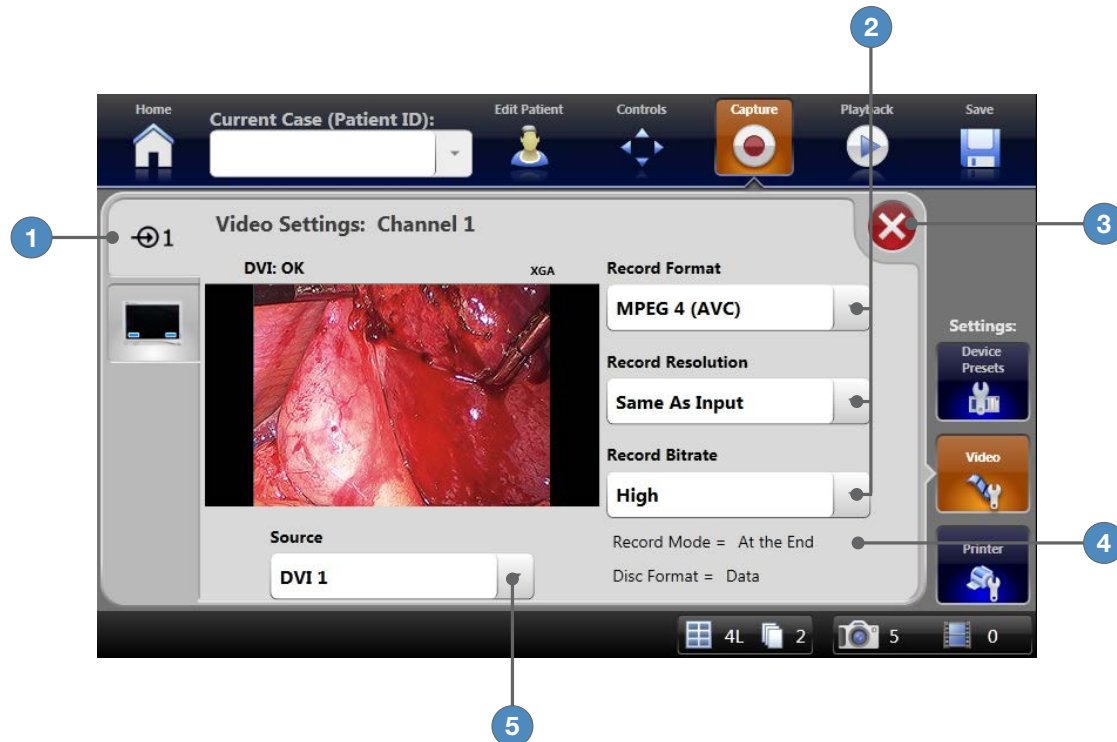 2
Home
Current Case (Patient ID):
Edit Patient
Controls
Capture
Playback
Save
1
1
Video Settings: Channel 1
3
DVI: OK
XGA
Record Format
MPEG 4 (AVC)
Settings:
Device
Presets
Record Resolution
Same As Input
Record Bitrate
Video
High
Source
Record Mode = At the End
4
Printer
DVI 1
Disc Format = Data
4L
2
5
0
5